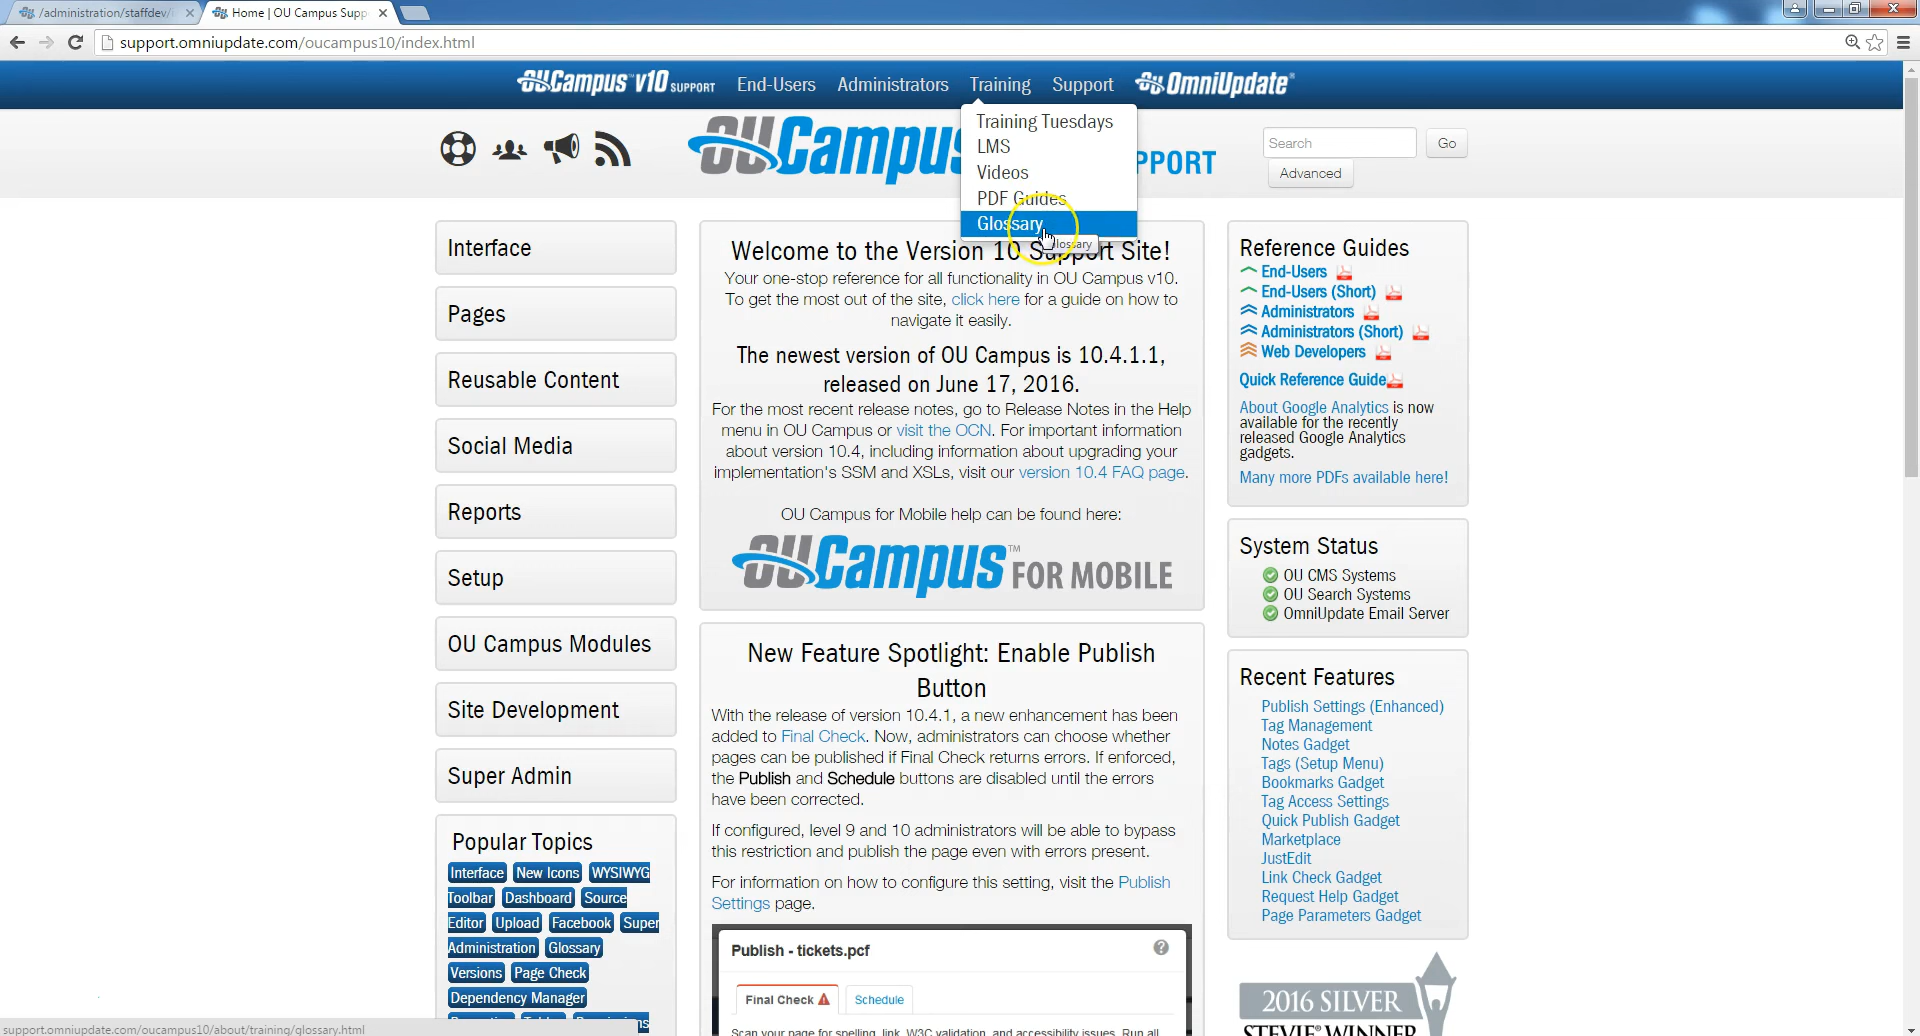 /administration/staffdev/
Home | OU Campus Supp
support.omniupdate.com/oucampus10/index.html
OUCampus™ V10 SUPPORT
End-Users
Administrators
Training
Support
OmniUpdate®
Training Tuesdays
LMS
Videos
PDF Guides
Glossary
Glossary
OUCampus
PPORT
Search
Go
Advanced
Interface
Pages
Reusable Content
Social Media
Reports
Setup
OU Campus Modules
Site Development
Super Admin
Popular Topics
Interface New Icons WYSIWYG
Toolbar Dashboard Source
Editor Upload Facebook Super
Administration Glossary
Versions Page Check
Dependency Manager
Welcome to the Version 10 Support Site!
Your one-stop reference for all functionality in OU Campus v10.
To get the most out of the site, click here for a guide on how to
navigate it easily.
The newest version of OU Campus is 10.4.1.1,
released on June 17, 2016.
For the most recent release notes, go to Release Notes in the Help
menu in OU Campus or visit the OCN. For important information
about version 10.4, including information about upgrading your
implementation's SSM and XSLs, visit our version 10.4 FAQ page.
OU Campus for Mobile help can be found here:
OUCampus™ FOR MOBILE
New Feature Spotlight: Enable Publish
Button
With the release of version 10.4.1, a new enhancement has been
added to Final Check. Now, administrators can choose whether
pages can be published if Final Check returns errors. If enforced,
the Publish and Schedule buttons are disabled until the errors
have been corrected.
If configured, level 9 and 10 administrators will be able to bypass
this restriction and publish the page even with errors present.
For information on how to configure this setting, visit the Publish
Settings page.
Publish - tickets.pcf
Final Check
Schedule
Scan your page for spelling, link, W3C validation, and accessibility issues. Run all
Reference Guides
End-Users
End-Users (Short)
Administrators
Administrators (Short)
Web Developers
Quick Reference Guide
About Google Analytics is now
available for the recently
released Google Analytics
gadgets.
Many more PDFs available here!
System Status
OU CMS Systems
OU Search Systems
OmniUpdate Email Server
Recent Features
Publish Settings (Enhanced)
Tag Management
Notes Gadget
Tags (Setup Menu)
Bookmarks Gadget
Tag Access Settings
Quick Publish Gadget
Marketplace
JustEdit
Link Check Gadget
Request Help Gadget
Page Parameters Gadget
2016 SILVER
STEVIE® WINNER
support.omniupdate.com/oucampus10/about/training/glossary.html